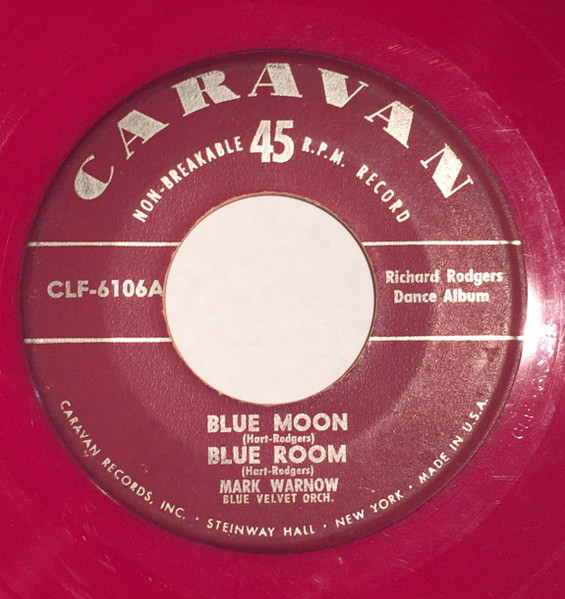 CARAVAN
NON-BREAKABLE 45 R.P.M. RECORD
CLF-6106A
Richard Rodgers
Dance Album
BLUE MOON
(Hart-Rodgers)
BLUE ROOM
(Hart-Rodgers)
MARK WARNOW
BLUE VELVET ORCH.
CARAVAN RECORDS, INC. • STEINWAY HALL • NEW YORK • MADE IN U.S.A.